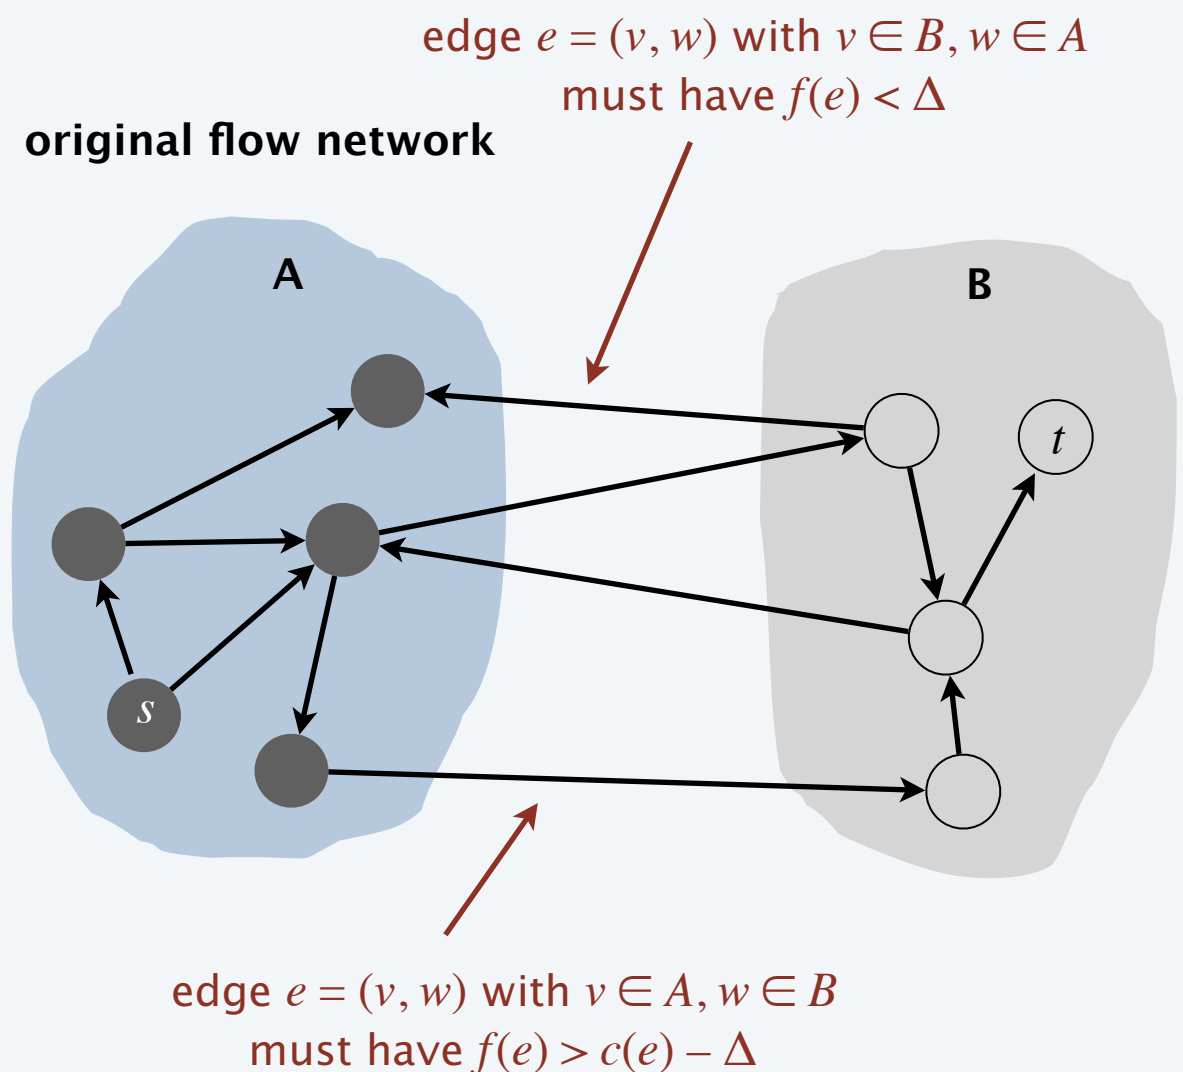 edge e = (v, w) with v ∈ B, w ∈ A
must have f(e) < Δ
original flow network
A
B
t
s
edge e = (v, w) with v ∈ A, w ∈ B
must have f(e) > c(e) – Δ